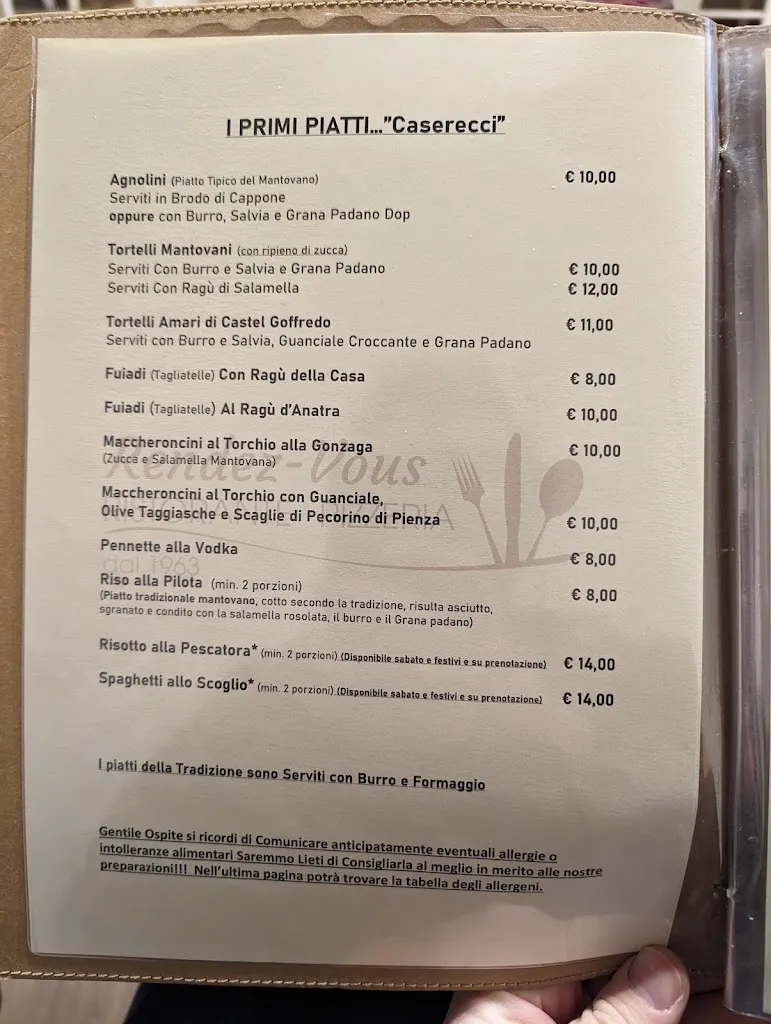 I PRIMI PIATTI…"Caserecci"
Agnolini (Piatto Tipico del Mantovano) € 10,00
Serviti in Brodo di Cappone
oppure con Burro, Salvia e Grana Padano Dop
Tortelli Mantovani (con ripieno di zucca)
Serviti Con Burro e Salvia e Grana Padano € 10,00
Serviti Con Ragù di Salamella € 12,00
Tortelli Amari di Castel Goffredo € 11,00
Serviti con Burro e Salvia, Guanciale Croccante e Grana Padano
Fuiadi (Tagliatelle) Con Ragù della Casa € 8,00
Fuiadi (Tagliatelle) Al Ragù d'Anatra € 10,00
Maccheroncini al Torchio alla Gonzaga € 10,00
(Zucca e Salamella Mantovana)
Rendez-Vous
Maccheroncini al Torchio con Guanciale,
Olive Taggiasche e Scaglie di Pecorino di Pienza € 10,00
RISTORANTE PIZZERIA
Pennette alla Vodka € 8,00
dal 1963
Riso alla Pilota (min. 2 porzioni) € 8,00
(Piatto tradizionale mantovano, cotto secondo la tradizione, risulta asciutto,
sgranato e condito con la salamella rosolata, il burro e il Grana padano)
Risotto alla Pescatora* (min. 2 porzioni) (Disponibile sabato e festivi e su prenotazione) € 14,00
Spaghetti allo Scoglio* (min. 2 porzioni) (Disponibile sabato e festivi e su prenotazione) € 14,00
I piatti della Tradizione sono Serviti con Burro e Formaggio
Gentile Ospite si ricordi di Comunicare anticipatamente eventuali allergie o
intolleranze alimentari Saremmo Lieti di Consigliarla al meglio in merito alle nostre
preparazioni!!! Nell'ultima pagina potrà trovare la tabella degli allergeni.